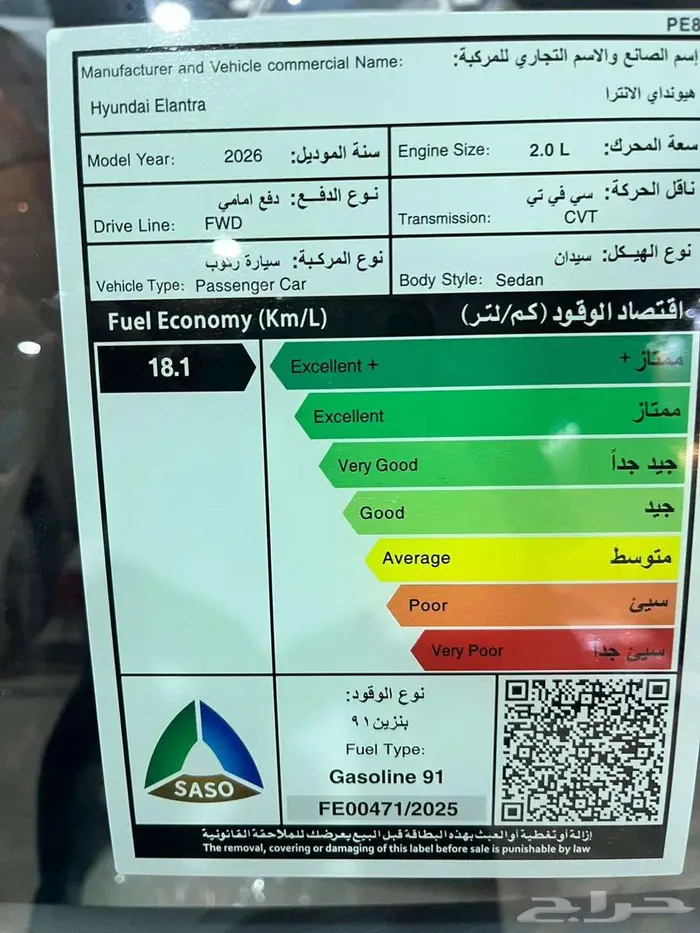 PE8
Manufacturer and Vehicle commercial Name: إسم الصانع والاسم التجاري للمركبة:
Hyundai Elantra هيونداي الانترا
Model Year: 2026 سنة الموديل: Engine Size: 2.0 L سعة المحرك:
نوع الدفع: دفع امامي
Drive Line: FWD
ناقل الحركة: سي في تي
Transmission: CVT
نوع المركبة: سيارة ركوب
Vehicle Type: Passenger Car
نوع الهيكل: سيدان
Body Style: Sedan
Fuel Economy (Km/L) اقتصاد الوقود (كم/لتر)
18.1
Excellent + ممتاز +
Excellent ممتاز
Very Good جيد جداً
Good جيد
Average متوسط
Poor سيئ
Very Poor سيئ جداً
SASO
نوع الوقود:
بنزين ٩١
Fuel Type:
Gasoline 91
FE00471/2025
إزالة أو تغطية أو العبث بهذه البطاقة قبل البيع يعرضك للملاحقة القانونية
The removal, covering or damaging of this label before sale is punishable by law
حراج